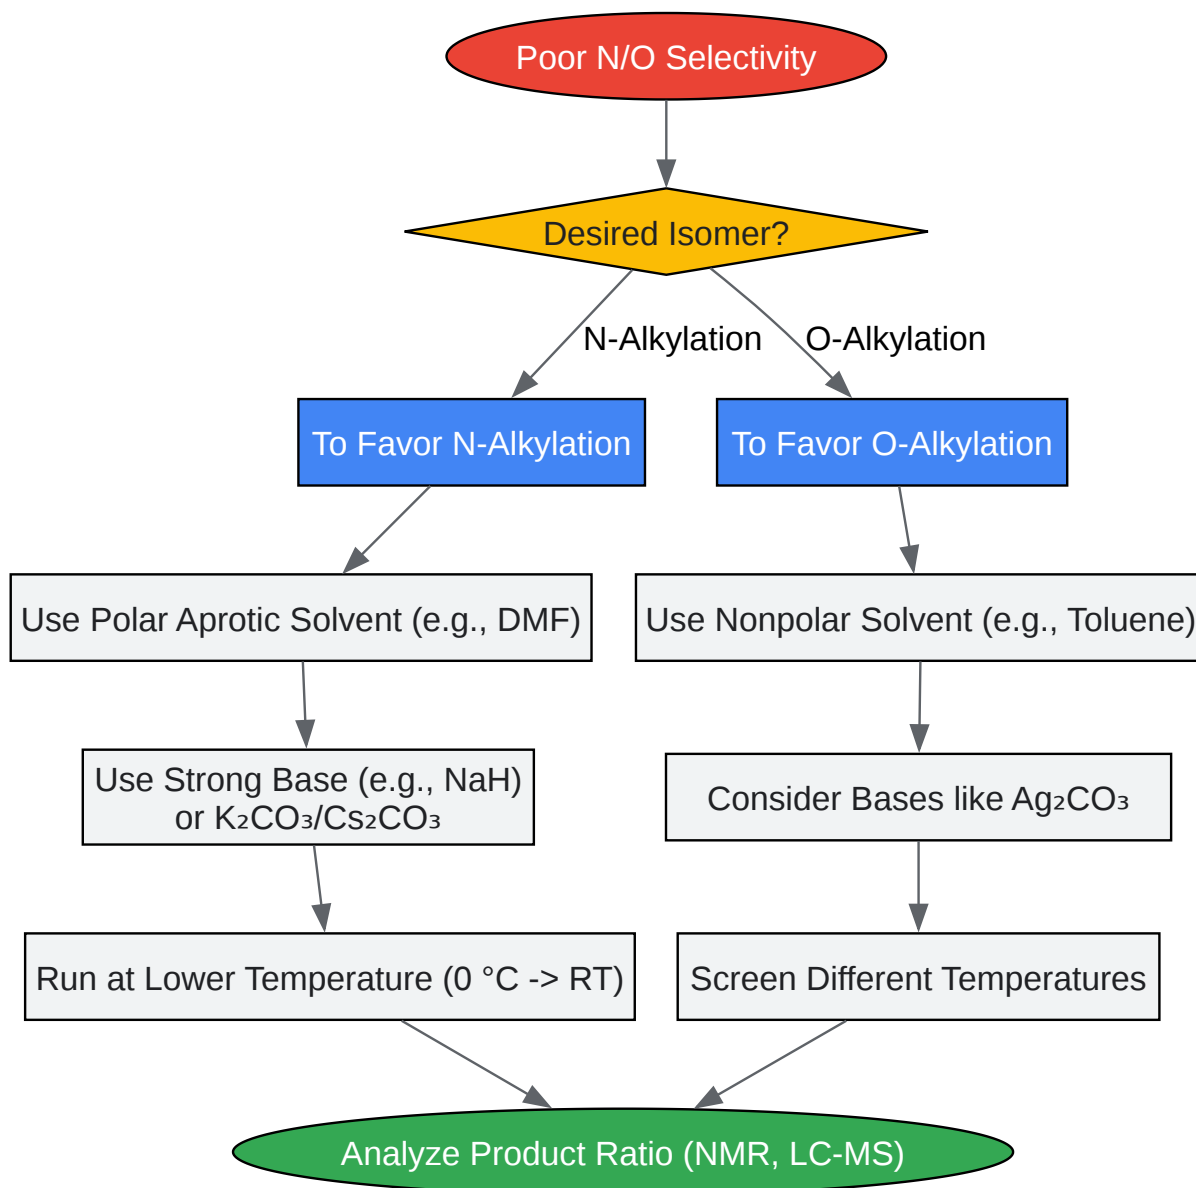 Poor N/O Selectivity
Desired Isomer?
N-Alkylation
O-Alkylation
To Favor N-Alkylation
To Favor O-Alkylation
Use Polar Aprotic Solvent (e.g., DMF)
Use Nonpolar Solvent (e.g., Toluene)
Use Strong Base (e.g., NaH)
or K₂CO₃/Cs₂CO₃
Consider Bases like Ag₂CO₃
Run at Lower Temperature (0 °C -> RT)
Screen Different Temperatures
Analyze Product Ratio (NMR, LC-MS)